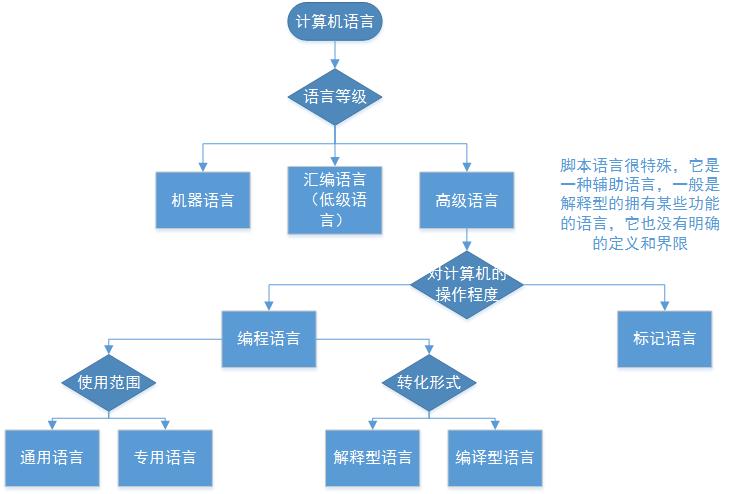 计算机语言
语言等级
机器语言
汇编语言
（低级语
言）
高级语言
脚本语言很特殊，它是
一种辅助语言，一般是
解释型的拥有某些功能
的语言，它也没有明确
的定义和界限
对计算机的
操作程度
编程语言
标记语言
使用范围
转化形式
通用语言
专用语言
解释型语言
编译型语言